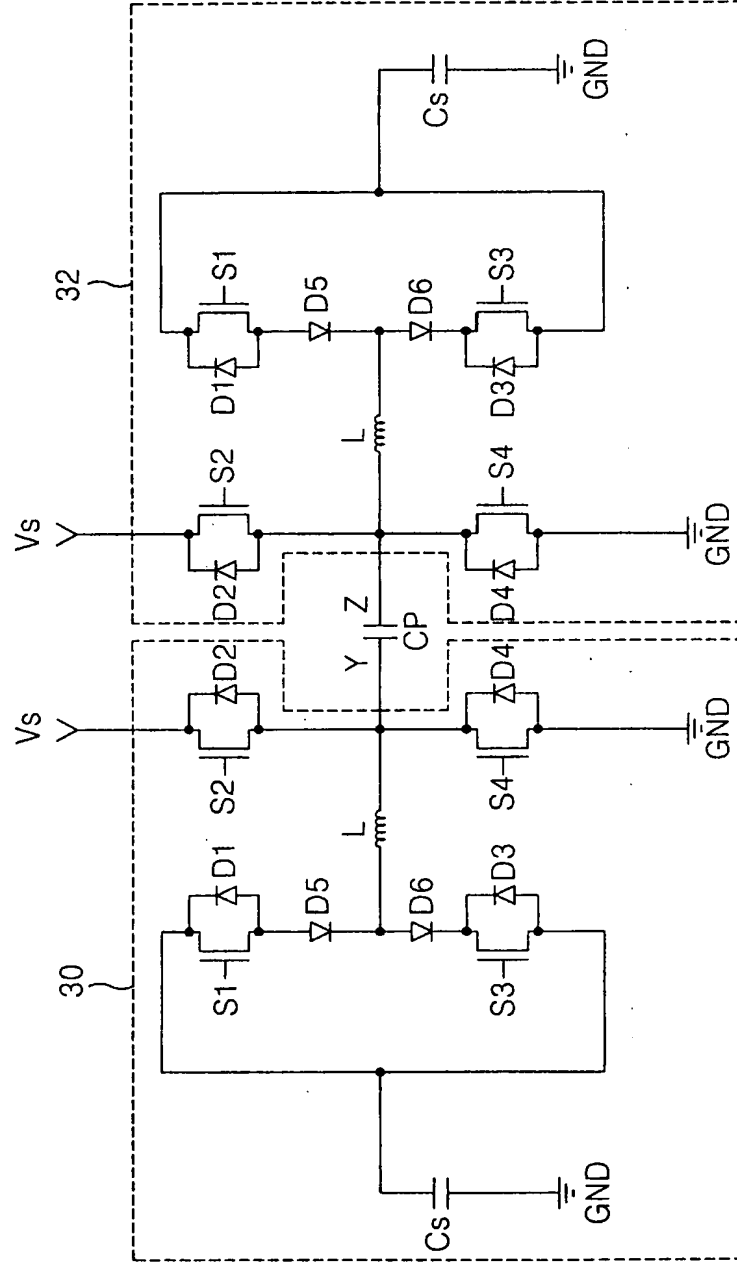 30
32
Vs
Vs
S1
D1
S2
D2
D2
S2
D1
S1
D5
D5
L
Y
Z
CP
L
D6
D6
S3
D3
S4
D4
D4
S4
D3
S3
Cs
GND
GND
GND
Cs
GND